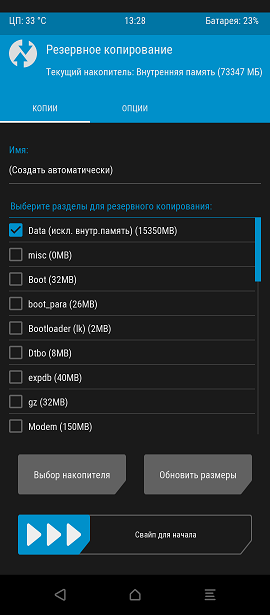 ЦП: 33 °C 13:28 Батарея: 23%
Резервное копирование
Текущий накопитель: Внутренняя память (73347 МБ)
КОПИИ ОПЦИИ
Имя:
(Создать автоматически)
Выберите разделы для резервного копирования:
Data (искл. внутр.память) (15350MB)
misc (0MB)
Boot (32MB)
boot_para (26MB)
Bootloader (lk) (2MB)
Dtbo (8MB)
expdb (40MB)
gz (32MB)
Modem (150MB)
Выбор накопителя Обновить размеры
Свайп для начала